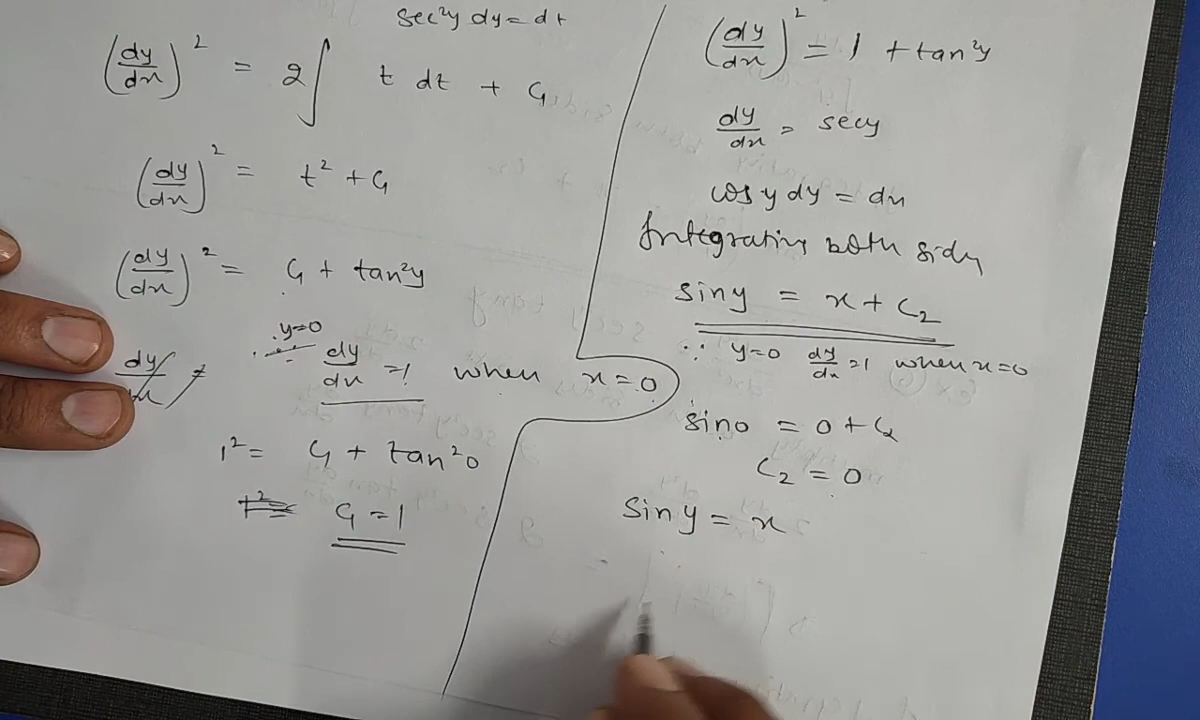 sec²y dy = dt
(dy/dx)² = 2∫ t dt + C₁
(dy/dx)² = t² + C₁
(dy/dx)² = C₁ + tan²y
dy/dx =
∵ y=0 dy/dx =1 when x=0
1² = C₁ + tan²0
C₁ = 1
(dy/dx)² = 1 + tan²y
dy/dx = secy
cosy dy = dx
Integrating both sidy
siny = x + C₂
∵ y=0 dy/dx =1 when x=0
sin0 = 0 + C₂
C₂ = 0
Siny = x